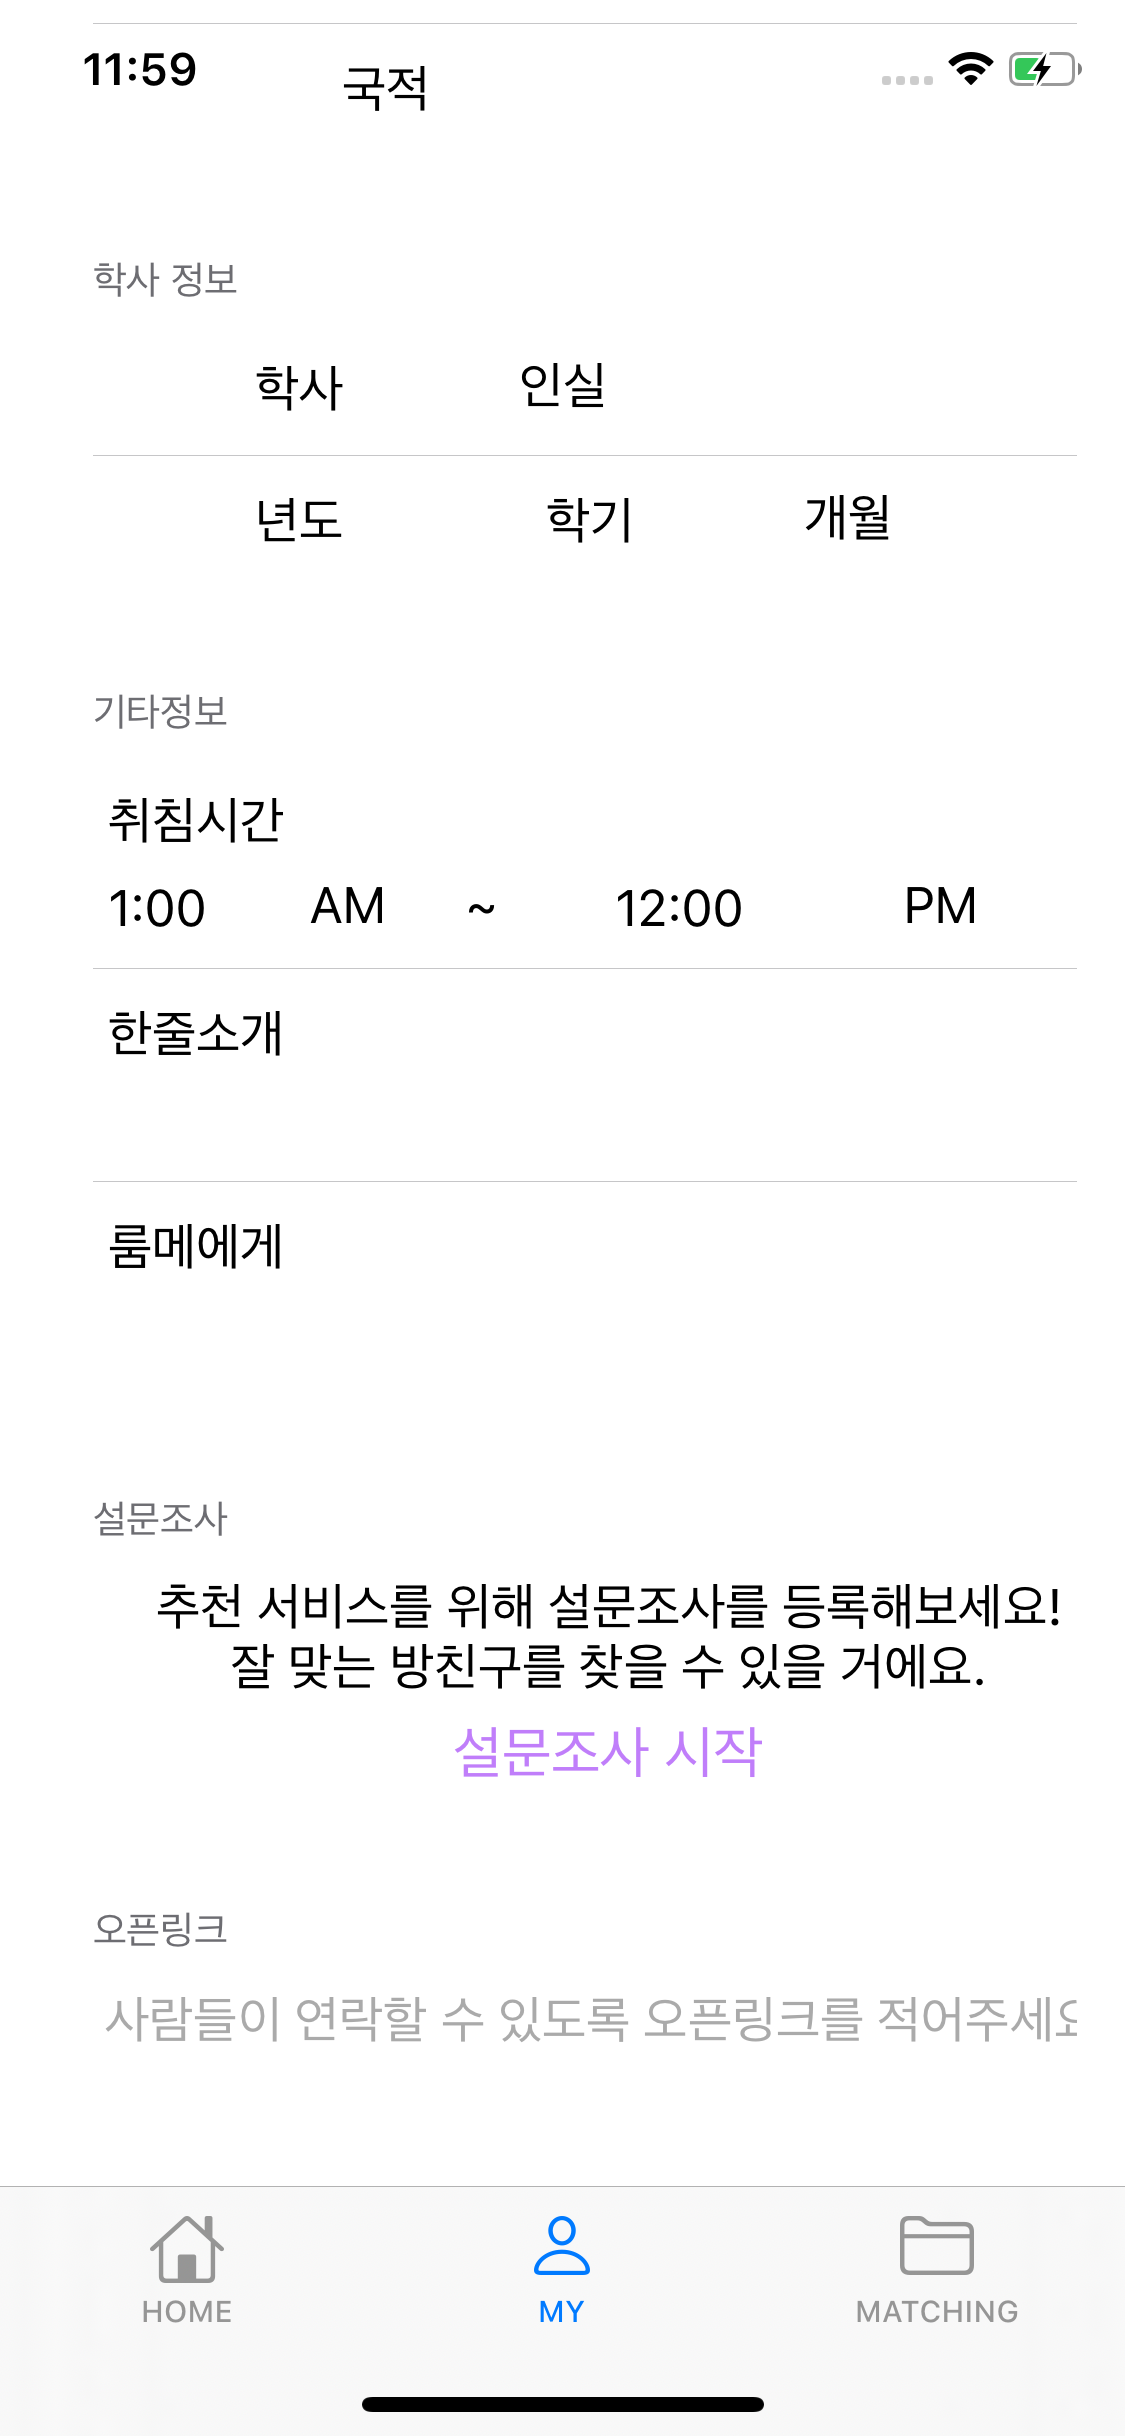 11:59
국적
학사 정보
학사 인실
년도 학기 개월
기타정보
취침시간
1:00 AM ~ 12:00 PM
한줄소개
룸메에게
설문조사
추천 서비스를 위해 설문조사를 등록해보세요!
잘 맞는 방친구를 찾을 수 있을 거에요.
설문조사 시작
오픈링크
사람들이 연락할 수 있도록 오픈링크를 적어주세요
HOME MY MATCHING